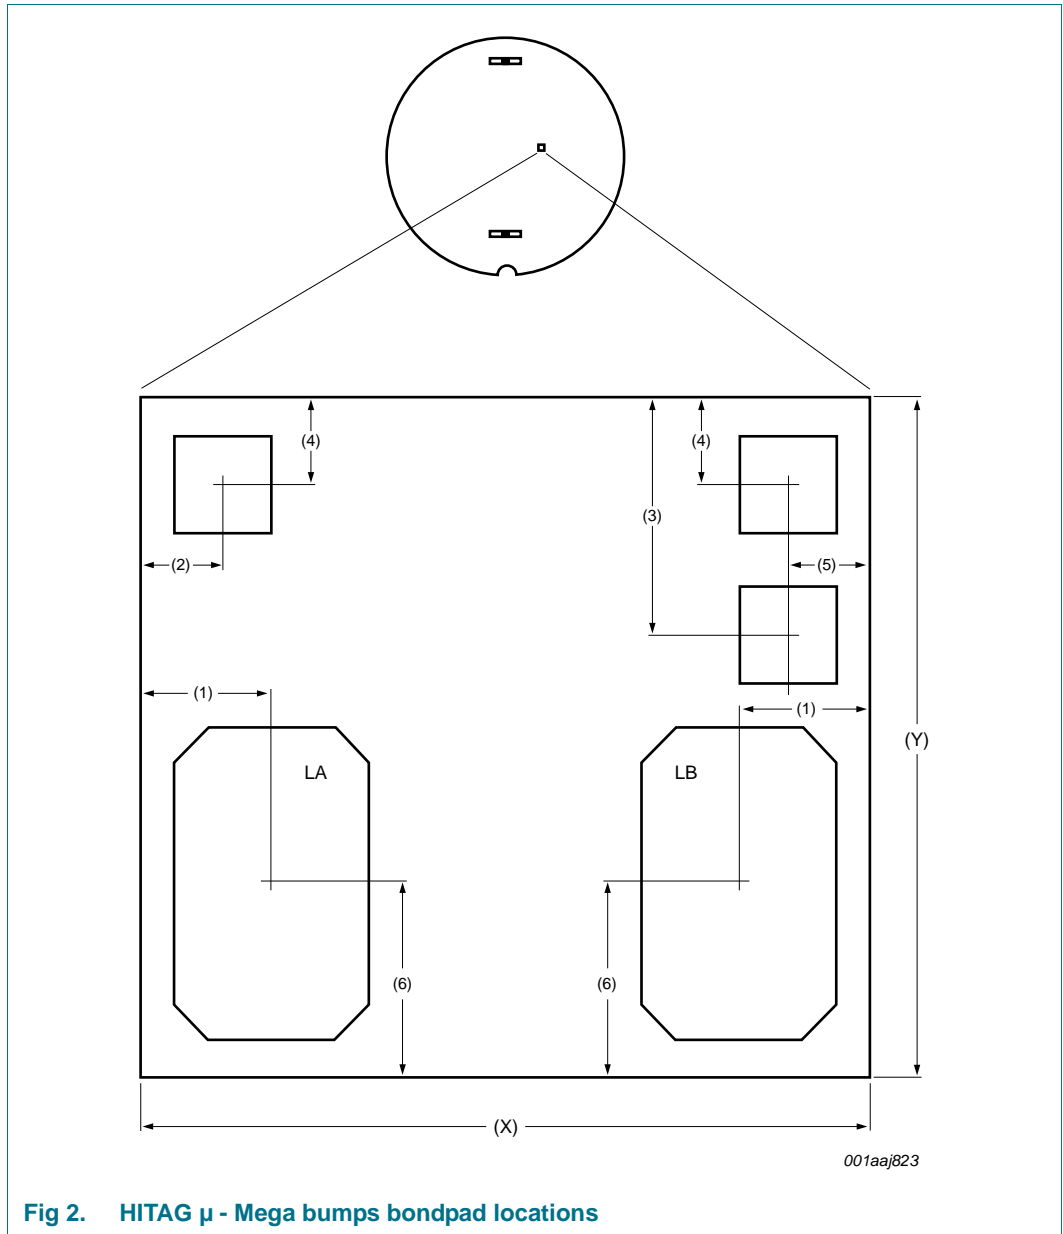 (4)
(4)
(3)
(2)
(5)
(1)
(1)
(Y)
LA
LB
(6)
(6)
(X)
001aaj823
Fig 2. HITAG µ - Mega bumps bondpad locations